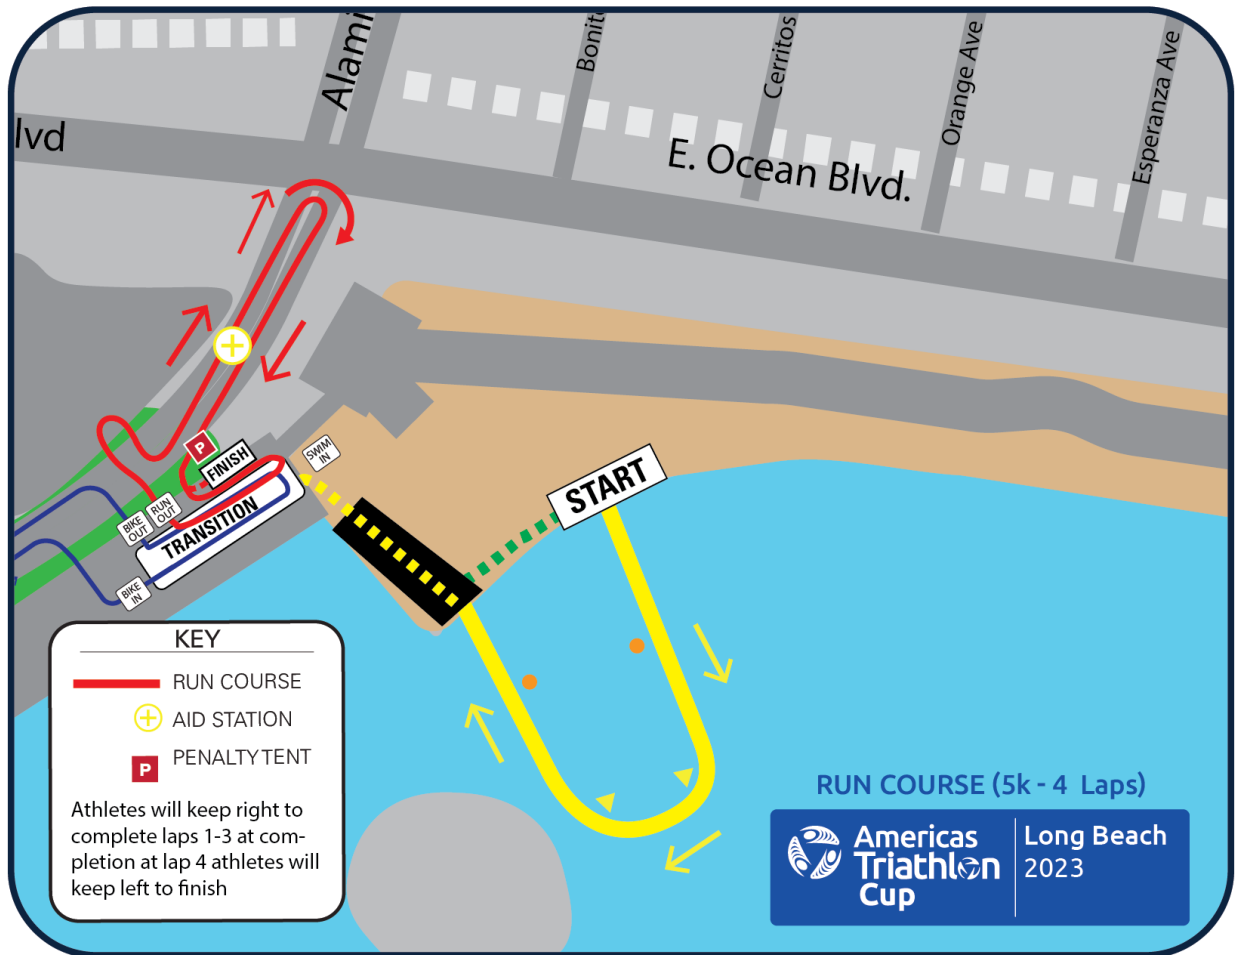 Alami
Bonit
Cerritos
Orange Ave
Esperanza Ave
lvd
E. Ocean Blvd.
P
FINISH
SWIM
IN
START
RUN
OUT
BIKE
OUT
TRANSITION
BIKE
IN
KEY
RUN COURSE
AID STATION
PENALTY TENT
P
Athletes will keep right to
complete laps 1-3 at com-
pletion at lap 4 athletes will
keep left to finish
RUN COURSE (5k - 4 Laps)
Americas
Triathlon
Cup
Long Beach
2023